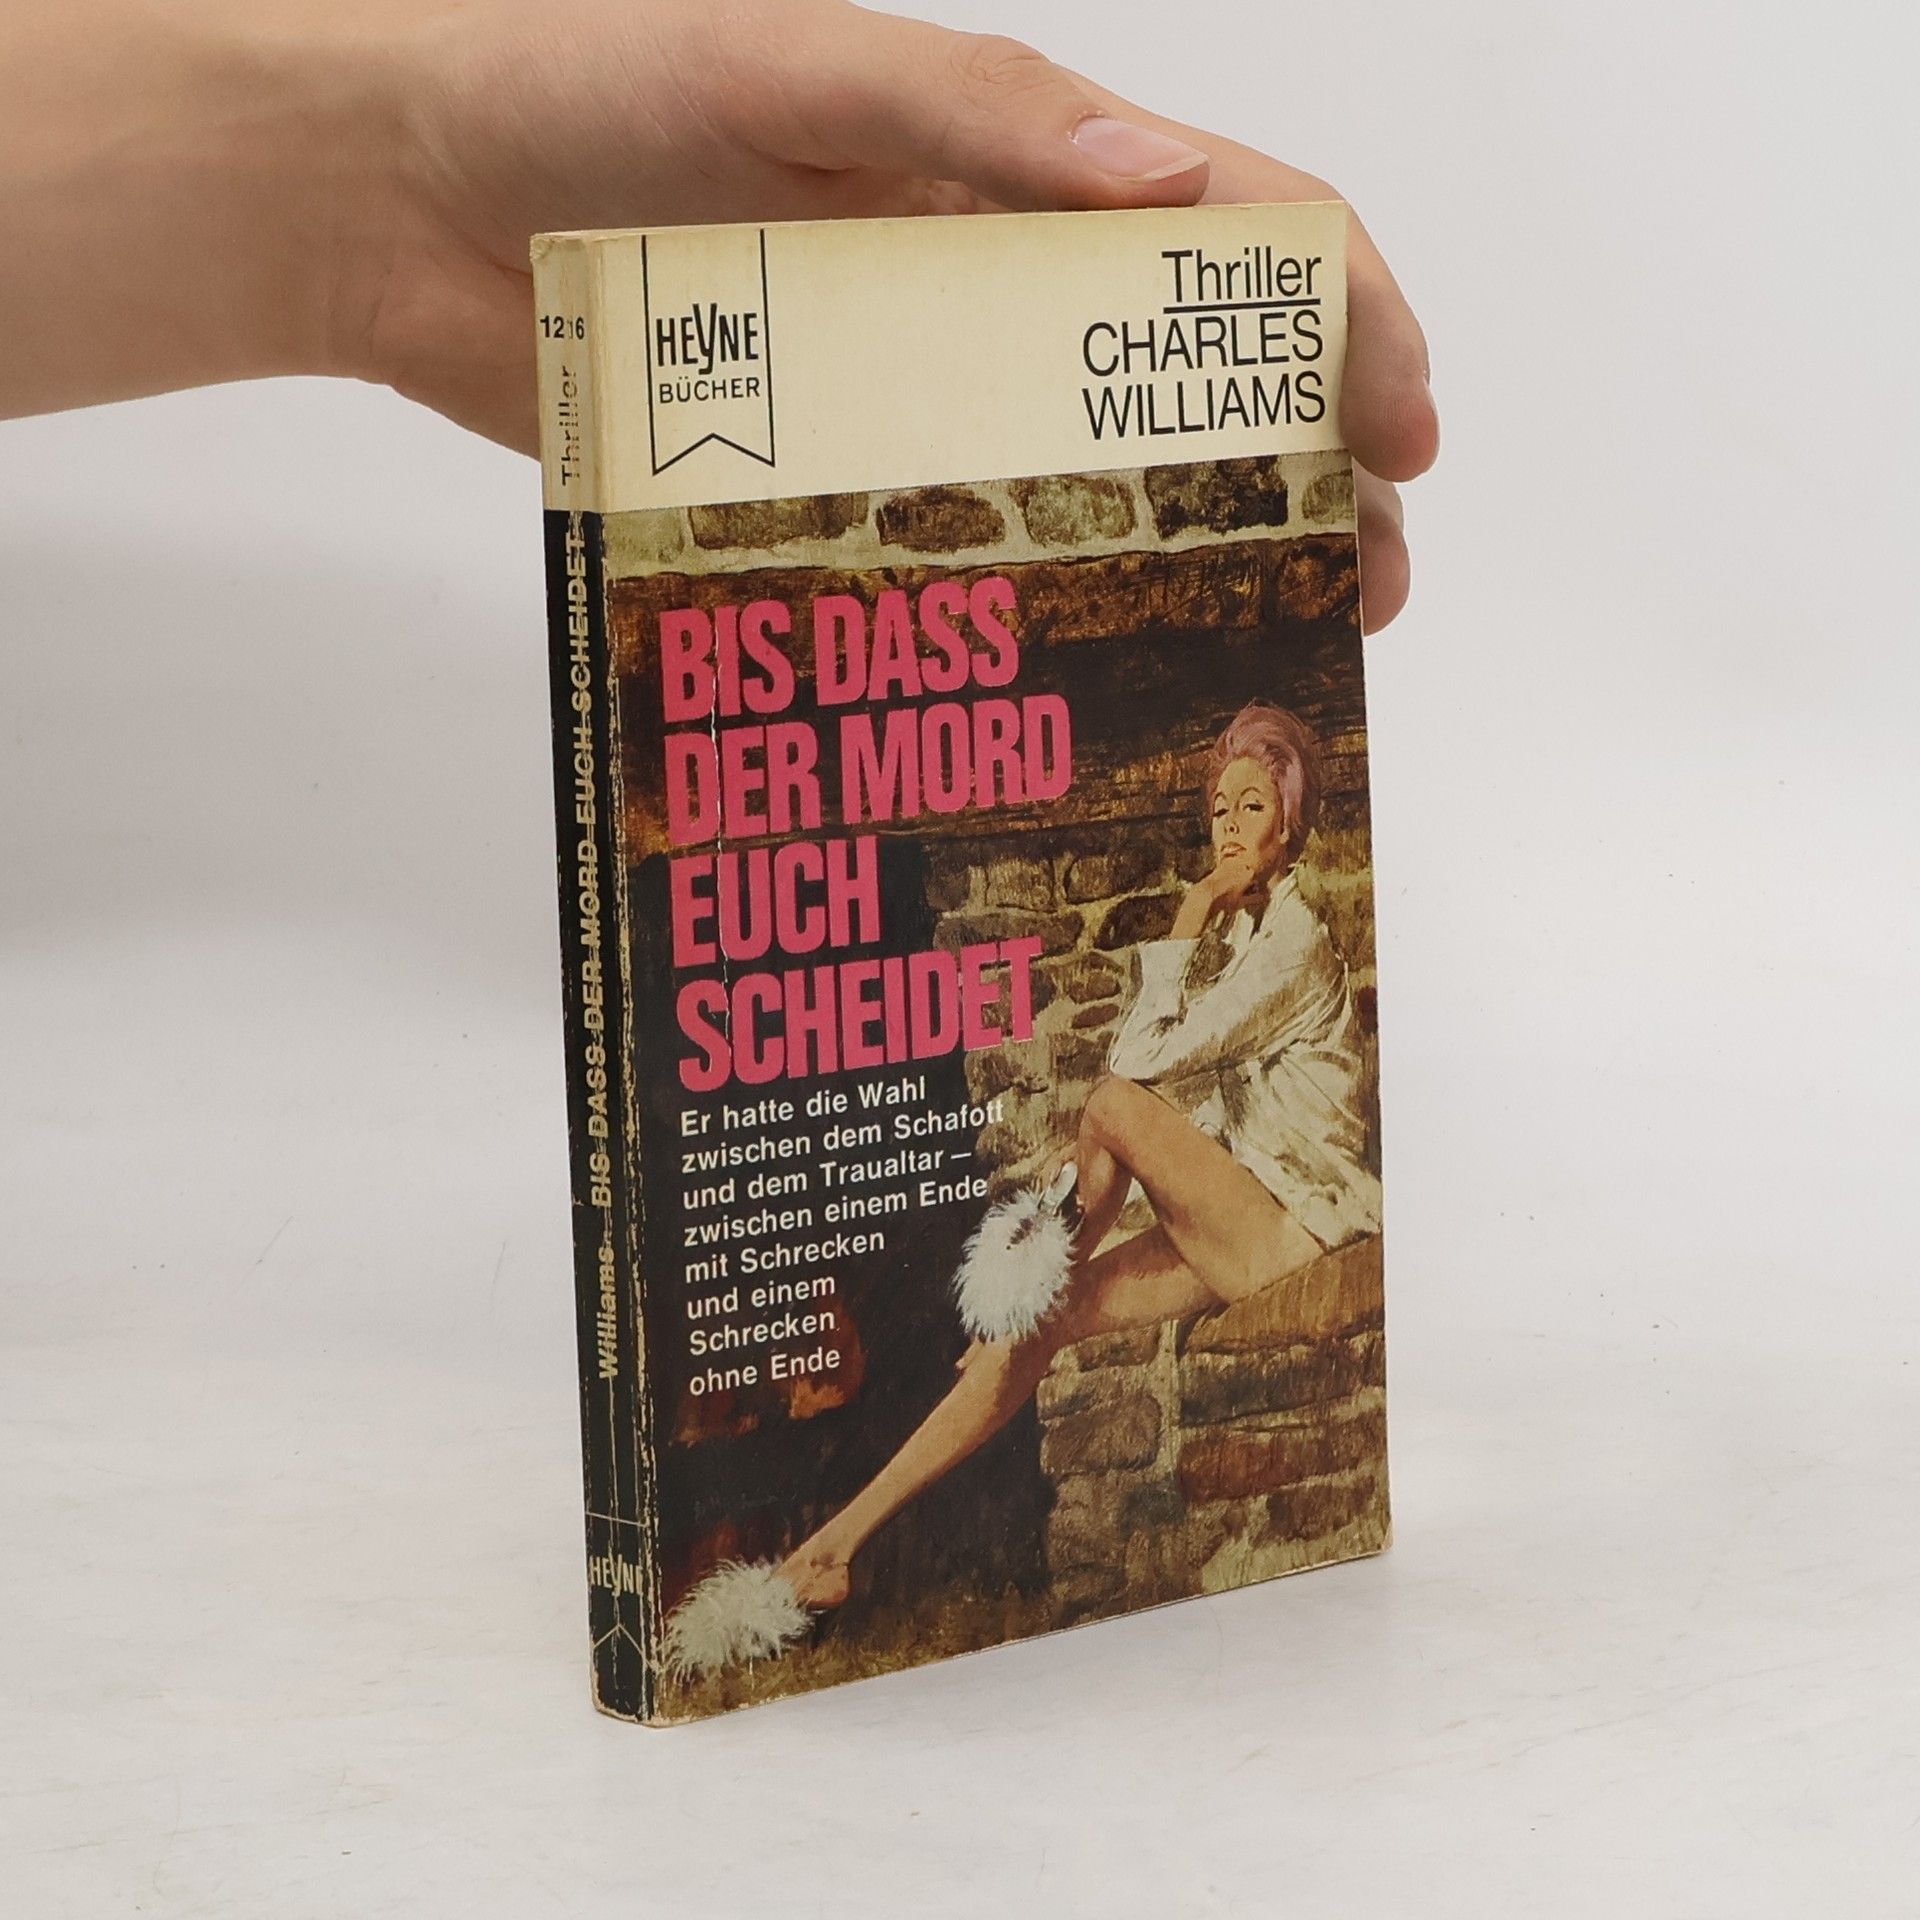 HEYNE
BÜCHER
Thriller
CHARLES
WILLIAMS
BIS DASS
DER MORD
EUCH
SCHEIDET
Er hatte die Wahl
zwischen dem Schafott
und dem Traualtar –
zwischen einem Ende
mit Schrecken
und einem
Schrecken
ohne Ende
1216
Thriller
Williams BIS DASS DER MORD EUCH SCHEIDET
HEYNE